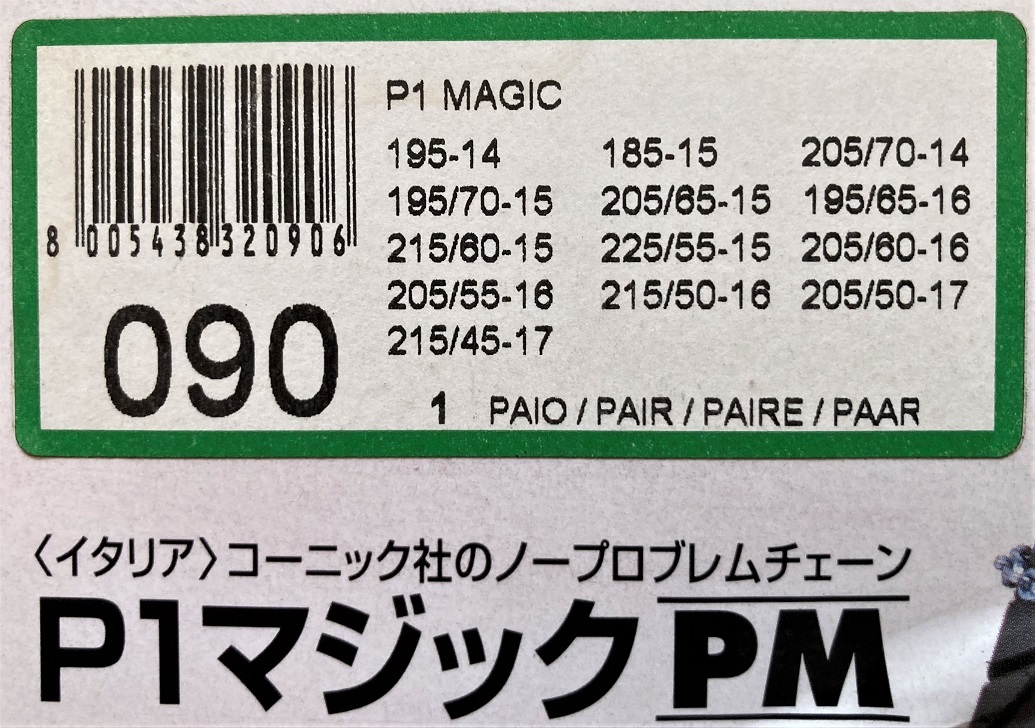 P1 MAGIC
195-14 185-15 205/70-14
195/70-15 205/65-15 195/65-16
215/60-15 225/55-15 205/60-16
205/55-16 215/50-16 205/50-17
215/45-17
8 005438 320906
090
1 PAIO / PAIR / PAIRE / PAAR
〈イタリア〉コーニック社のノープロブレムチェーン
P1マジック PM